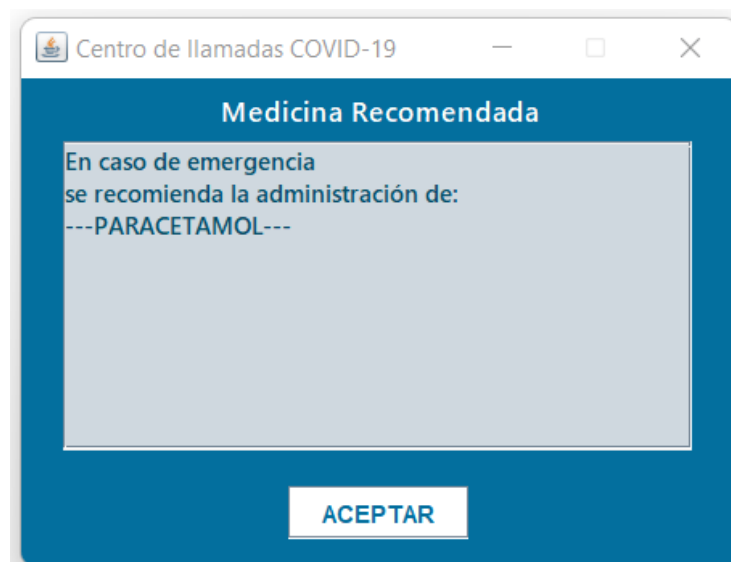 Centro de llamadas COVID-19
Medicina Recomendada
En caso de emergencia
se recomienda la administración de:
---PARACETAMOL---
ACEPTAR